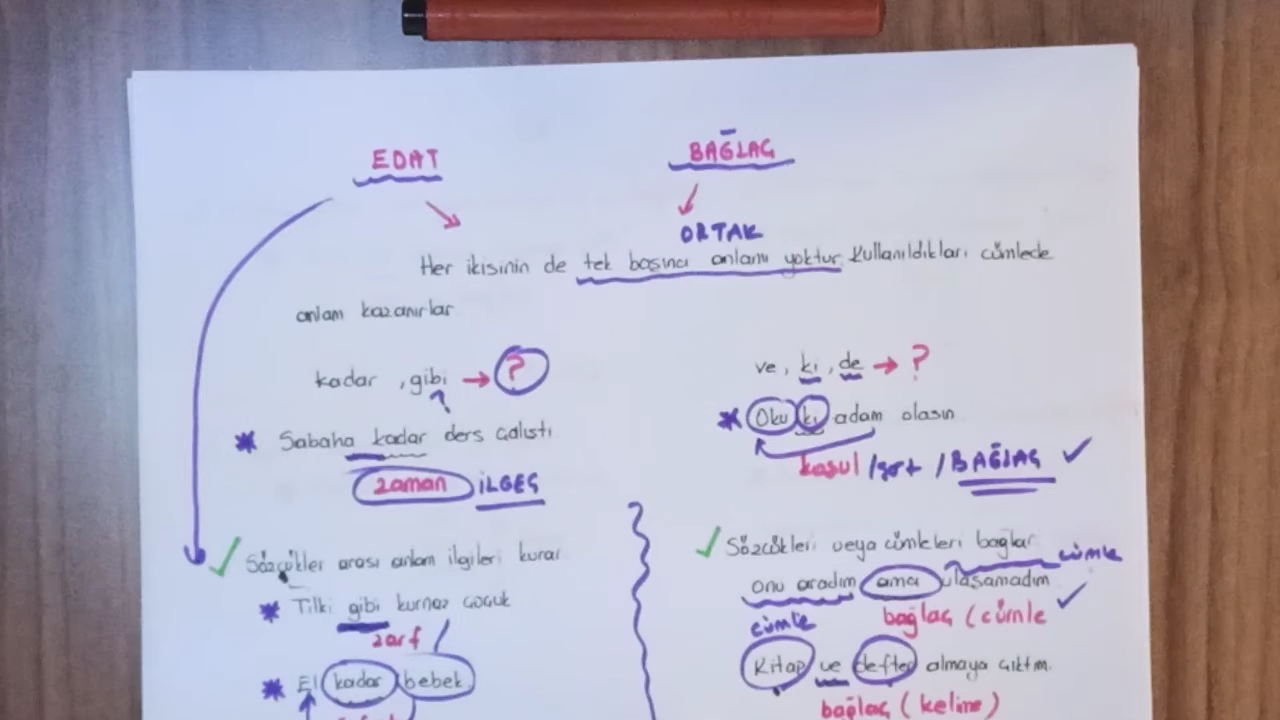 EDAT
BAĞLAÇ
ORTAK
Her ikisinin de tek başına anlamı yoktur kullanıldıkları cümlede
anlam kazanırlar
kadar, gibi → ?
* Sabaha kadar ders çalıştı
zaman İLGEÇ
✓ Sözcükler arası anlam ilgileri kurar
* Tilki gibi kurnaz çocuk
zarf
* El kadar bebek
ve, ki, de → ?
* Oku ki adam olasın
koşul /şart /BAĞLAÇ ✓
✓ Sözcükleri veya cümleleri bağlar
cümle
onu aradım ama ulaşamadım
cümle
bağlaç (cümle ✓
Kitap ve defter almaya çıktım.
bağlaç (kelime)